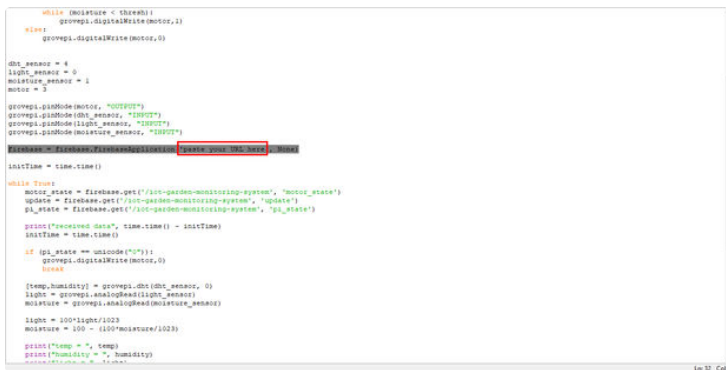 while (moisture < thresh):
grovepi.digitalWrite(motor,1)
else:
grovepi.digitalWrite(motor,0)
dht_sensor = 4
light_sensor = 0
moisture_sensor = 1
motor = 3
grovepi.pinMode(motor, "OUTPUT")
grovepi.pinMode(dht_sensor, "INPUT")
grovepi.pinMode(light_sensor, "INPUT")
grovepi.pinMode(moisture_sensor, "INPUT")
firebase = firebase.FirebaseApplication('paste your URL here', None)
initTime = time.time()
while True:
motor_state = firebase.get('/iot-garden-monitoring-system', 'motor_state')
update = firebase.get('/iot-garden-monitoring-system', 'update')
pi_state = firebase.get('/iot-garden-monitoring-system', 'pi_state')
print("received data", time.time() - initTime)
initTime = time.time()
if (pi_state == unicode("0")):
grovepi.digitalWrite(motor,0)
break
[temp,humidity] = grovepi.dht(dht_sensor, 0)
light = grovepi.analogRead(light_sensor)
moisture = grovepi.analogRead(moisture_sensor)
light = 100*light/1023
moisture = 100 - (100*moisture/1023)
print("temp = ", temp)
print("humidity = ", humidity)
Ln 52 Col